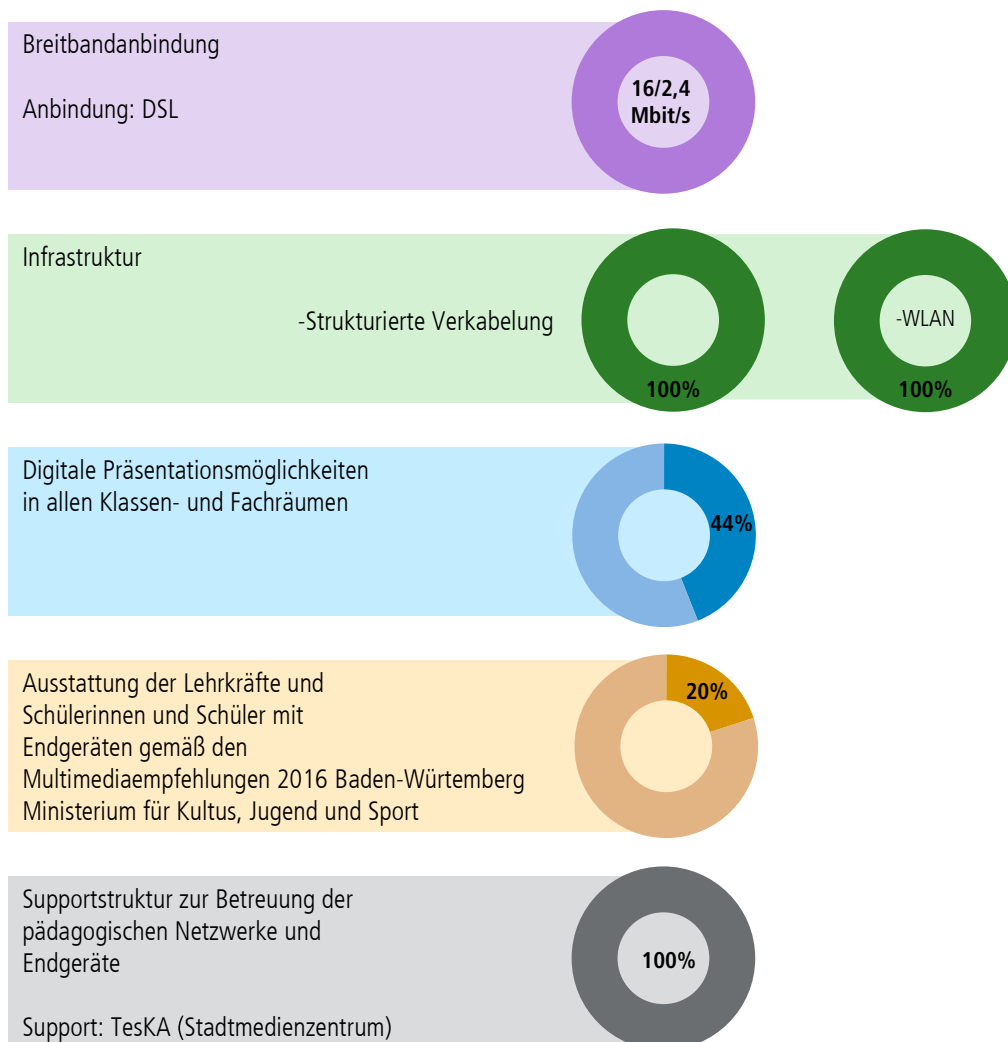 Breitbandanbindung
Anbindung: DSL
16/2,4
Mbit/s
Infrastruktur
-Strukturierte Verkabelung
100%
-WLAN
100%
Digitale Präsentationsmöglichkeiten
in allen Klassen- und Fachräumen
44%
Ausstattung der Lehrkräfte und
Schülerinnen und Schüler mit
Endgeräten gemäß den
Multimediaempfehlungen 2016 Baden-Würtemberg
Ministerium für Kultus, Jugend und Sport
20%
Supportstruktur zur Betreuung der
pädagogischen Netzwerke und
Endgeräte
100%
Support: TesKA (Stadtmedienzentrum)